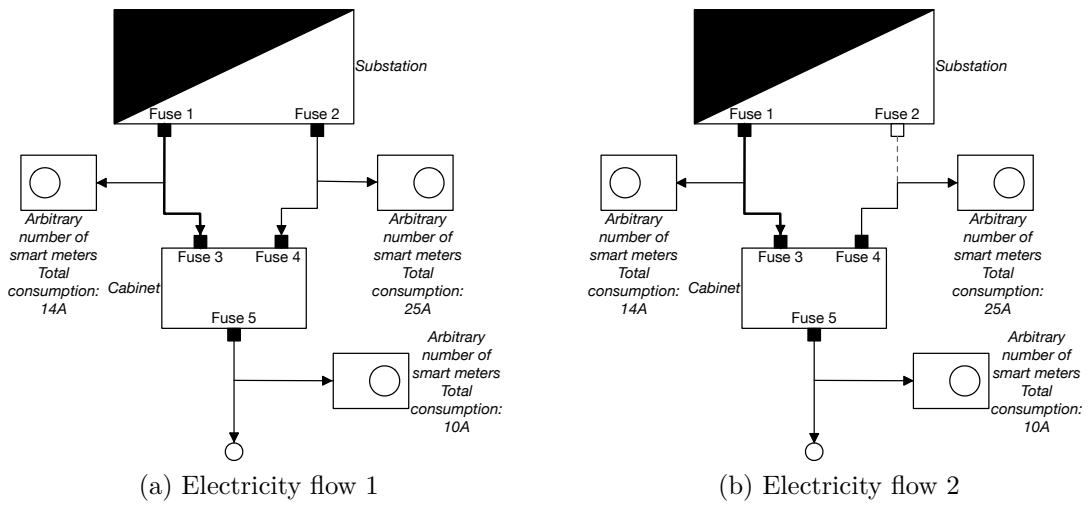 Substation
Fuse 1
Fuse 2
Arbitrary
number of
smart meters
Total
consumption:
14A
Arbitrary
number of
smart meters
Total
consumption:
25A
Fuse 3
Fuse 4
Cabinet
Fuse 5
Arbitrary
number of
smart meters
Total
consumption:
10A
(a) Electricity flow 1
Substation
Fuse 1
Fuse 2
Arbitrary
number of
smart meters
Total
consumption:
14A
Arbitrary
number of
smart meters
Total
consumption:
25A
Fuse 3
Fuse 4
Cabinet
Fuse 5
Arbitrary
number of
smart meters
Total
consumption:
10A
(b) Electricity flow 2